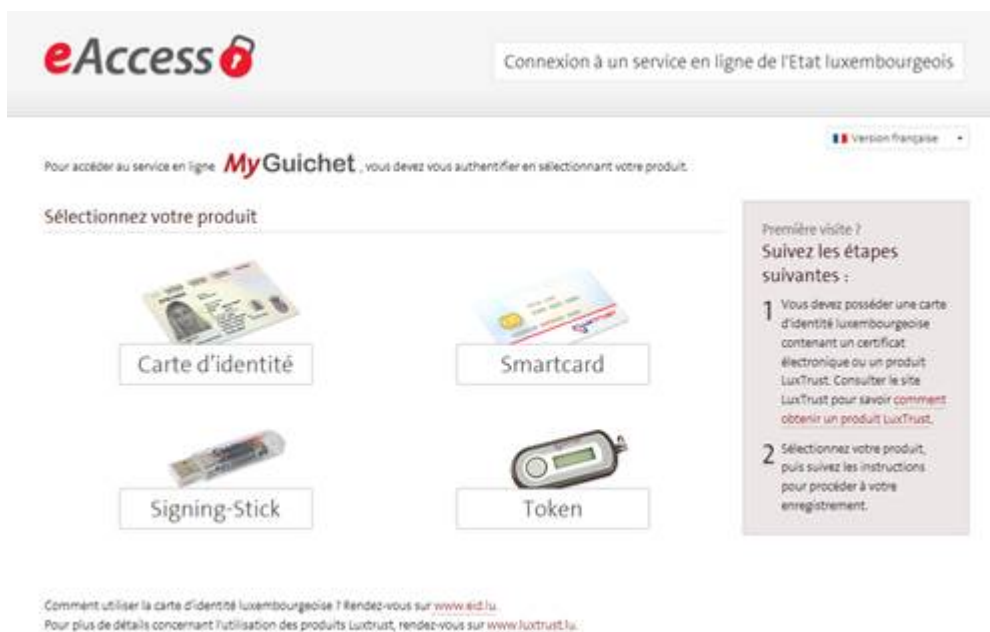 eAccess
Connexion à un service en ligne de l'Etat luxembourgeois
Version française
Pour accéder au service en ligne MyGuichet , vous devez vous authentifier en sélectionnant votre produit.
Sélectionnez votre produit
Carte d'identité
Smartcard
Signing-Stick
Token
Première visite ?
Suivez les étapes
suivantes :
1 Vous devez posséder une carte
d'identité luxembourgeoise
contenant un certificat
électronique ou un produit
LuxTrust. Consulter le site
LuxTrust pour savoir comment
obtenir un produit LuxTrust.
2 Sélectionnez votre produit,
puis suivez les instructions
pour procéder à votre
enregistrement.
Comment utiliser la carte d'identité luxembourgeoise ? Rendez-vous sur www.eid.lu.
Pour plus de détails concernant l'utilisation des produits Luxtrust, rendez-vous sur www.luxtrust.lu.